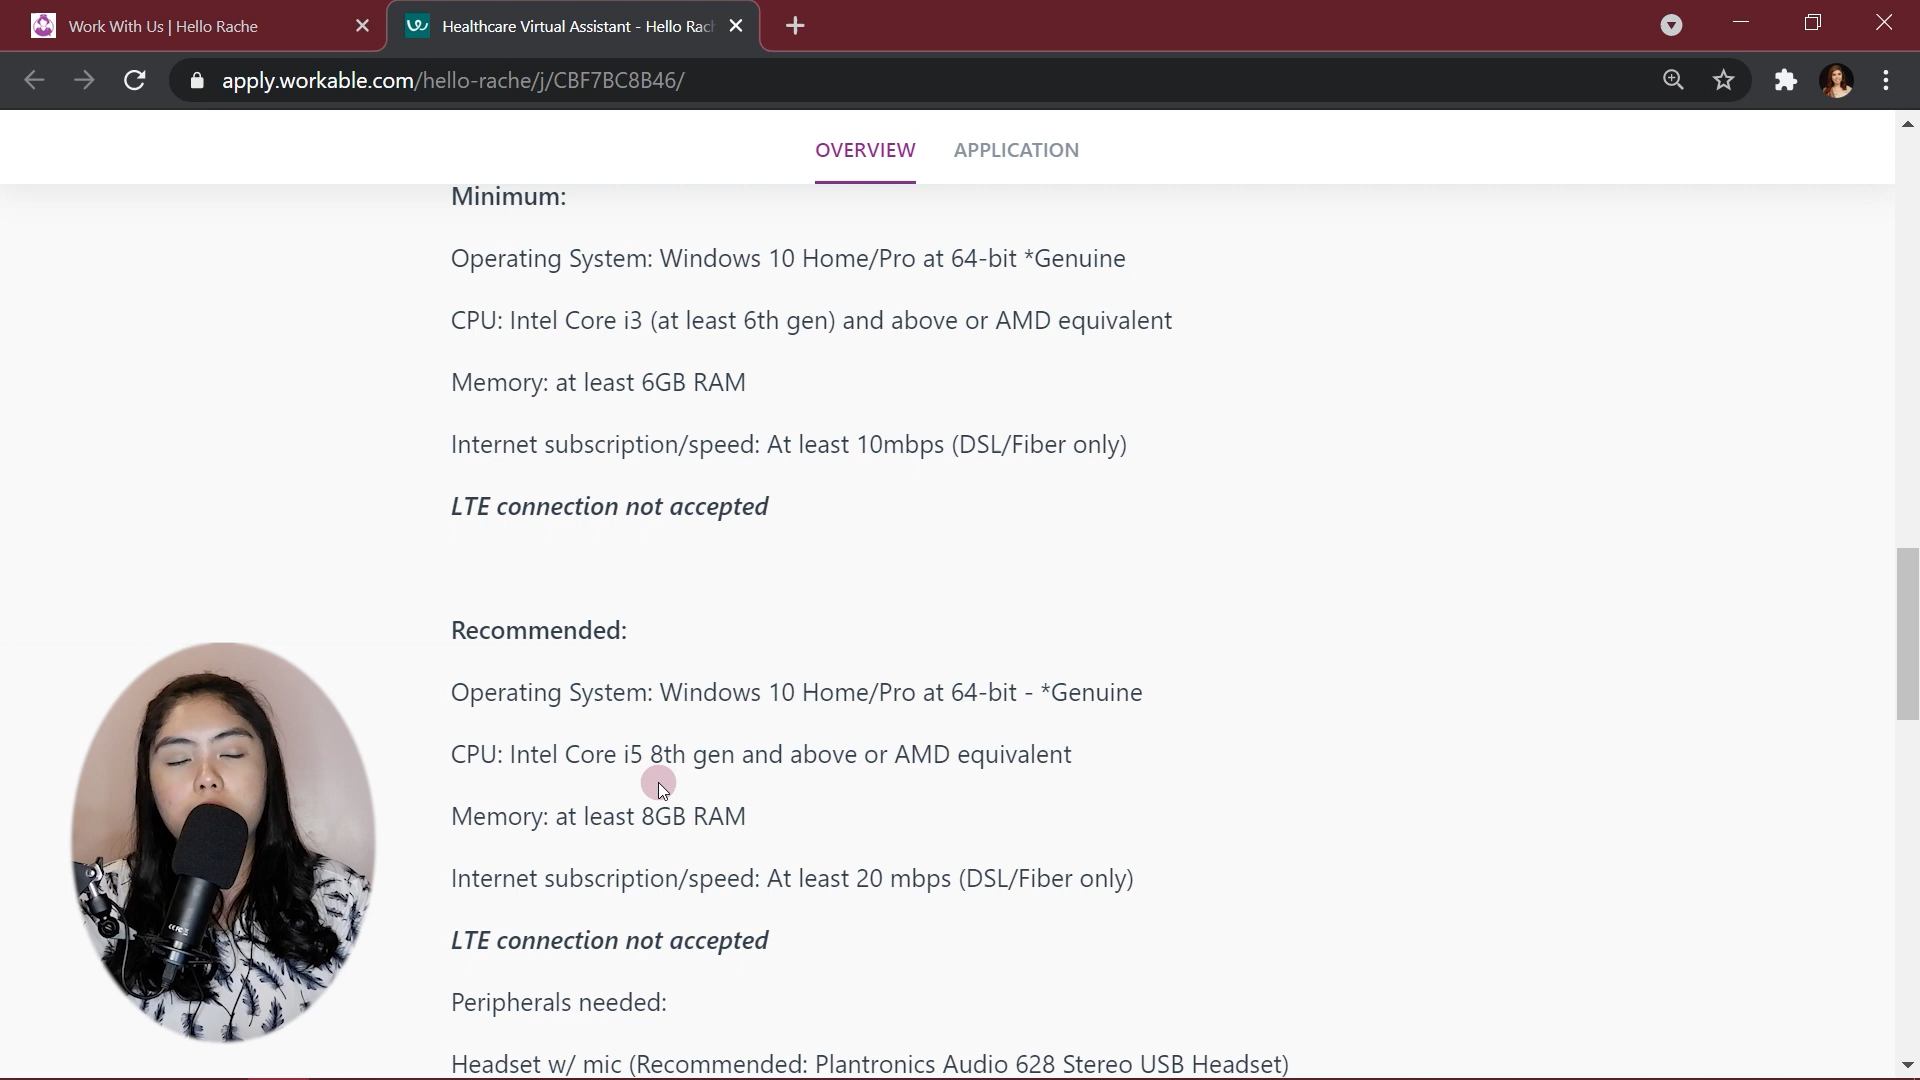 Work With Us | Hello Rache
Healthcare Virtual Assistant - Hello Rac
apply.workable.com/hello-rache/j/CBF7BC8B46/
OVERVIEW APPLICATION
Minimum:
Operating System: Windows 10 Home/Pro at 64-bit *Genuine
CPU: Intel Core i3 (at least 6th gen) and above or AMD equivalent
Memory: at least 6GB RAM
Internet subscription/speed: At least 10mbps (DSL/Fiber only)
LTE connection not accepted
Recommended:
Operating System: Windows 10 Home/Pro at 64-bit - *Genuine
CPU: Intel Core i5 8th gen and above or AMD equivalent
Memory: at least 8GB RAM
Internet subscription/speed: At least 20 mbps (DSL/Fiber only)
LTE connection not accepted
Peripherals needed:
Headset w/ mic (Recommended: Plantronics Audio 628 Stereo USB Headset)